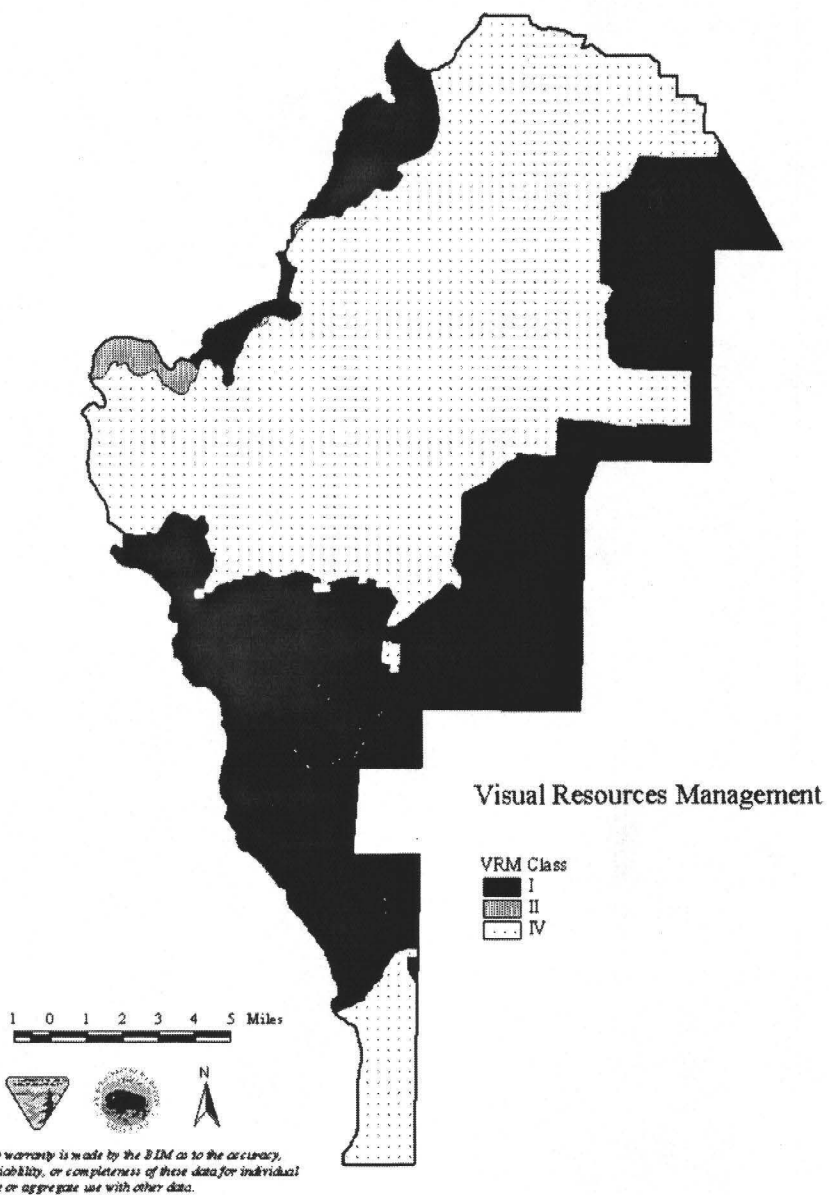 Visual Resources Management
VRM Class
I
II
IV
1 0 1 2 3 4 5 Miles
N
warranty is made by the BLM as to the accuracy,
or completeness of these data for individual
or aggregate use with other data.